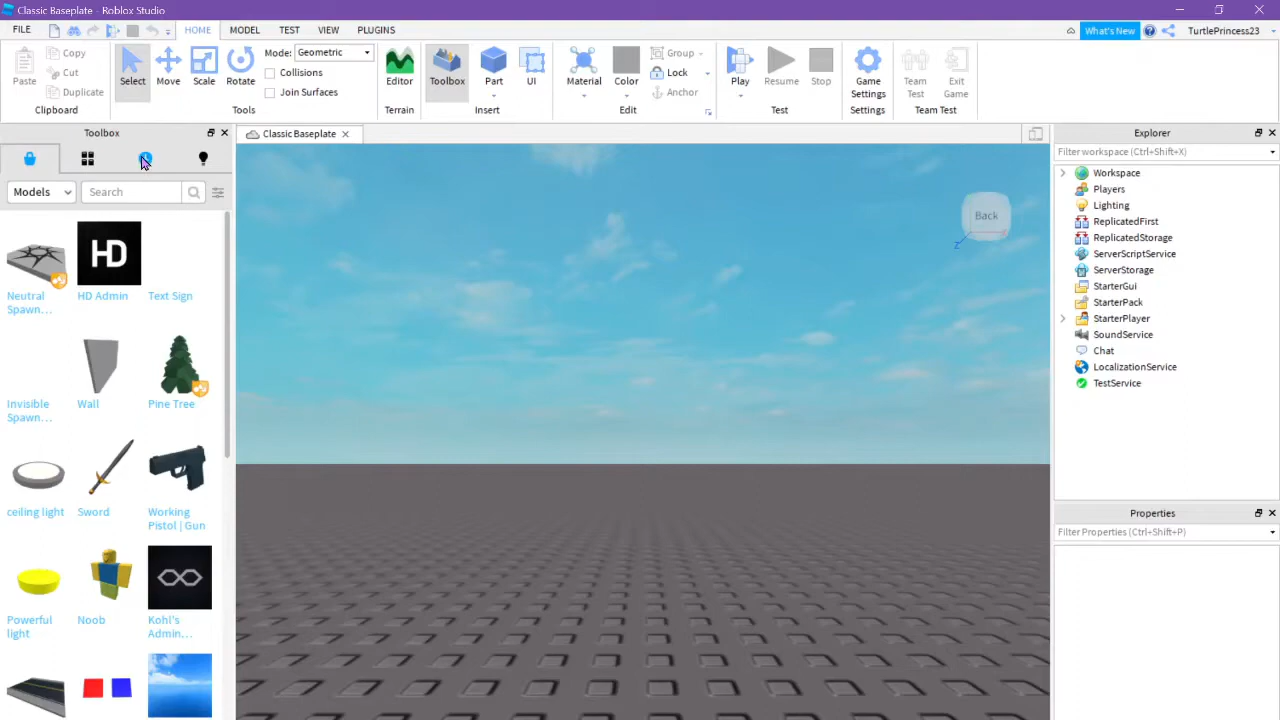 Classic Baseplate - Roblox Studio
FILE HOME MODEL TEST VIEW PLUGINS What's New TurtlePrincess23
Paste Copy Cut Duplicate Clipboard
Select Move Scale Rotate Mode: Geometric Collisions Join Surfaces Tools
Editor Terrain
Toolbox Part UI Insert
Material Color Group Lock Anchor Edit
Play Resume Stop Test
Game Settings Settings
Team Test Exit Game Team Test
Toolbox
Models Search
Neutral Spawn... HD Admin Text Sign
HD
Invisible Spawn... Wall Pine Tree
ceiling light Sword Working Pistol | Gun
Powerful light Noob Kohl's Admin...
Classic Baseplate
Back
Z
Explorer
Filter workspace (Ctrl+Shift+X)
Workspace
Players
Lighting
ReplicatedFirst
ReplicatedStorage
ServerScriptService
ServerStorage
StarterGui
StarterPack
StarterPlayer
SoundService
Chat
LocalizationService
TestService
Properties
Filter Properties (Ctrl+Shift+P)